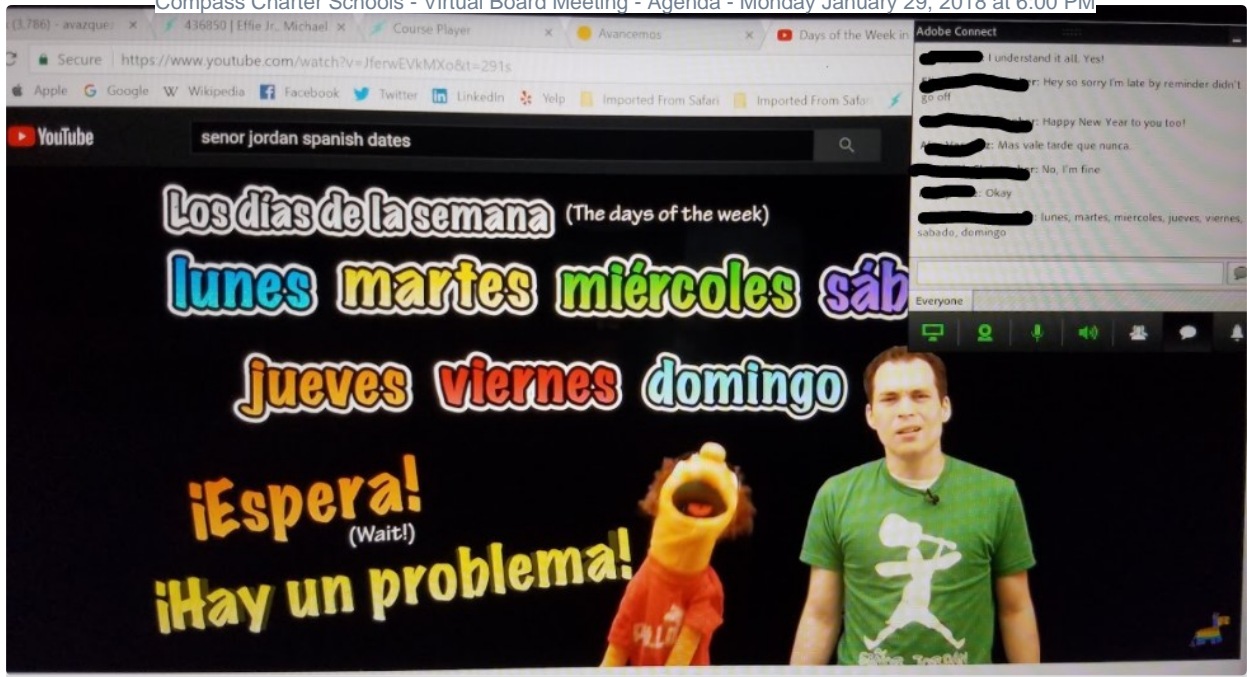 Compass Charter Schools - Virtual Board Meeting - Agenda - Monday January 29, 2018 at 6:00 PM
(3,786) - avazque
436850 | Effie Jr., Michael
Course Player
Avancemos
Days of the Week in
Secure https://www.youtube.com/watch?v=JferwEVkMXo&t=291s
Apple Google Wikipedia Facebook Twitter LinkedIn Yelp Imported From Safari Imported From Safa
YouTube
senor jordan spanish dates
Los días de la semana (The days of the week)
lunes martes miércoles sáb
jueves viernes domingo
¡Espera!
(Wait!)
¡Hay un problema!
Adobe Connect
I understand it all. Yes!
r: Hey so sorry I'm late by reminder didn't
go off
: Happy New Year to you too!
z: Mas vale tarde que nunca.
r: No, I'm fine
: Okay
: lunes, martes, miercoles, jueves, viernes,
sabado, domingo
Everyone